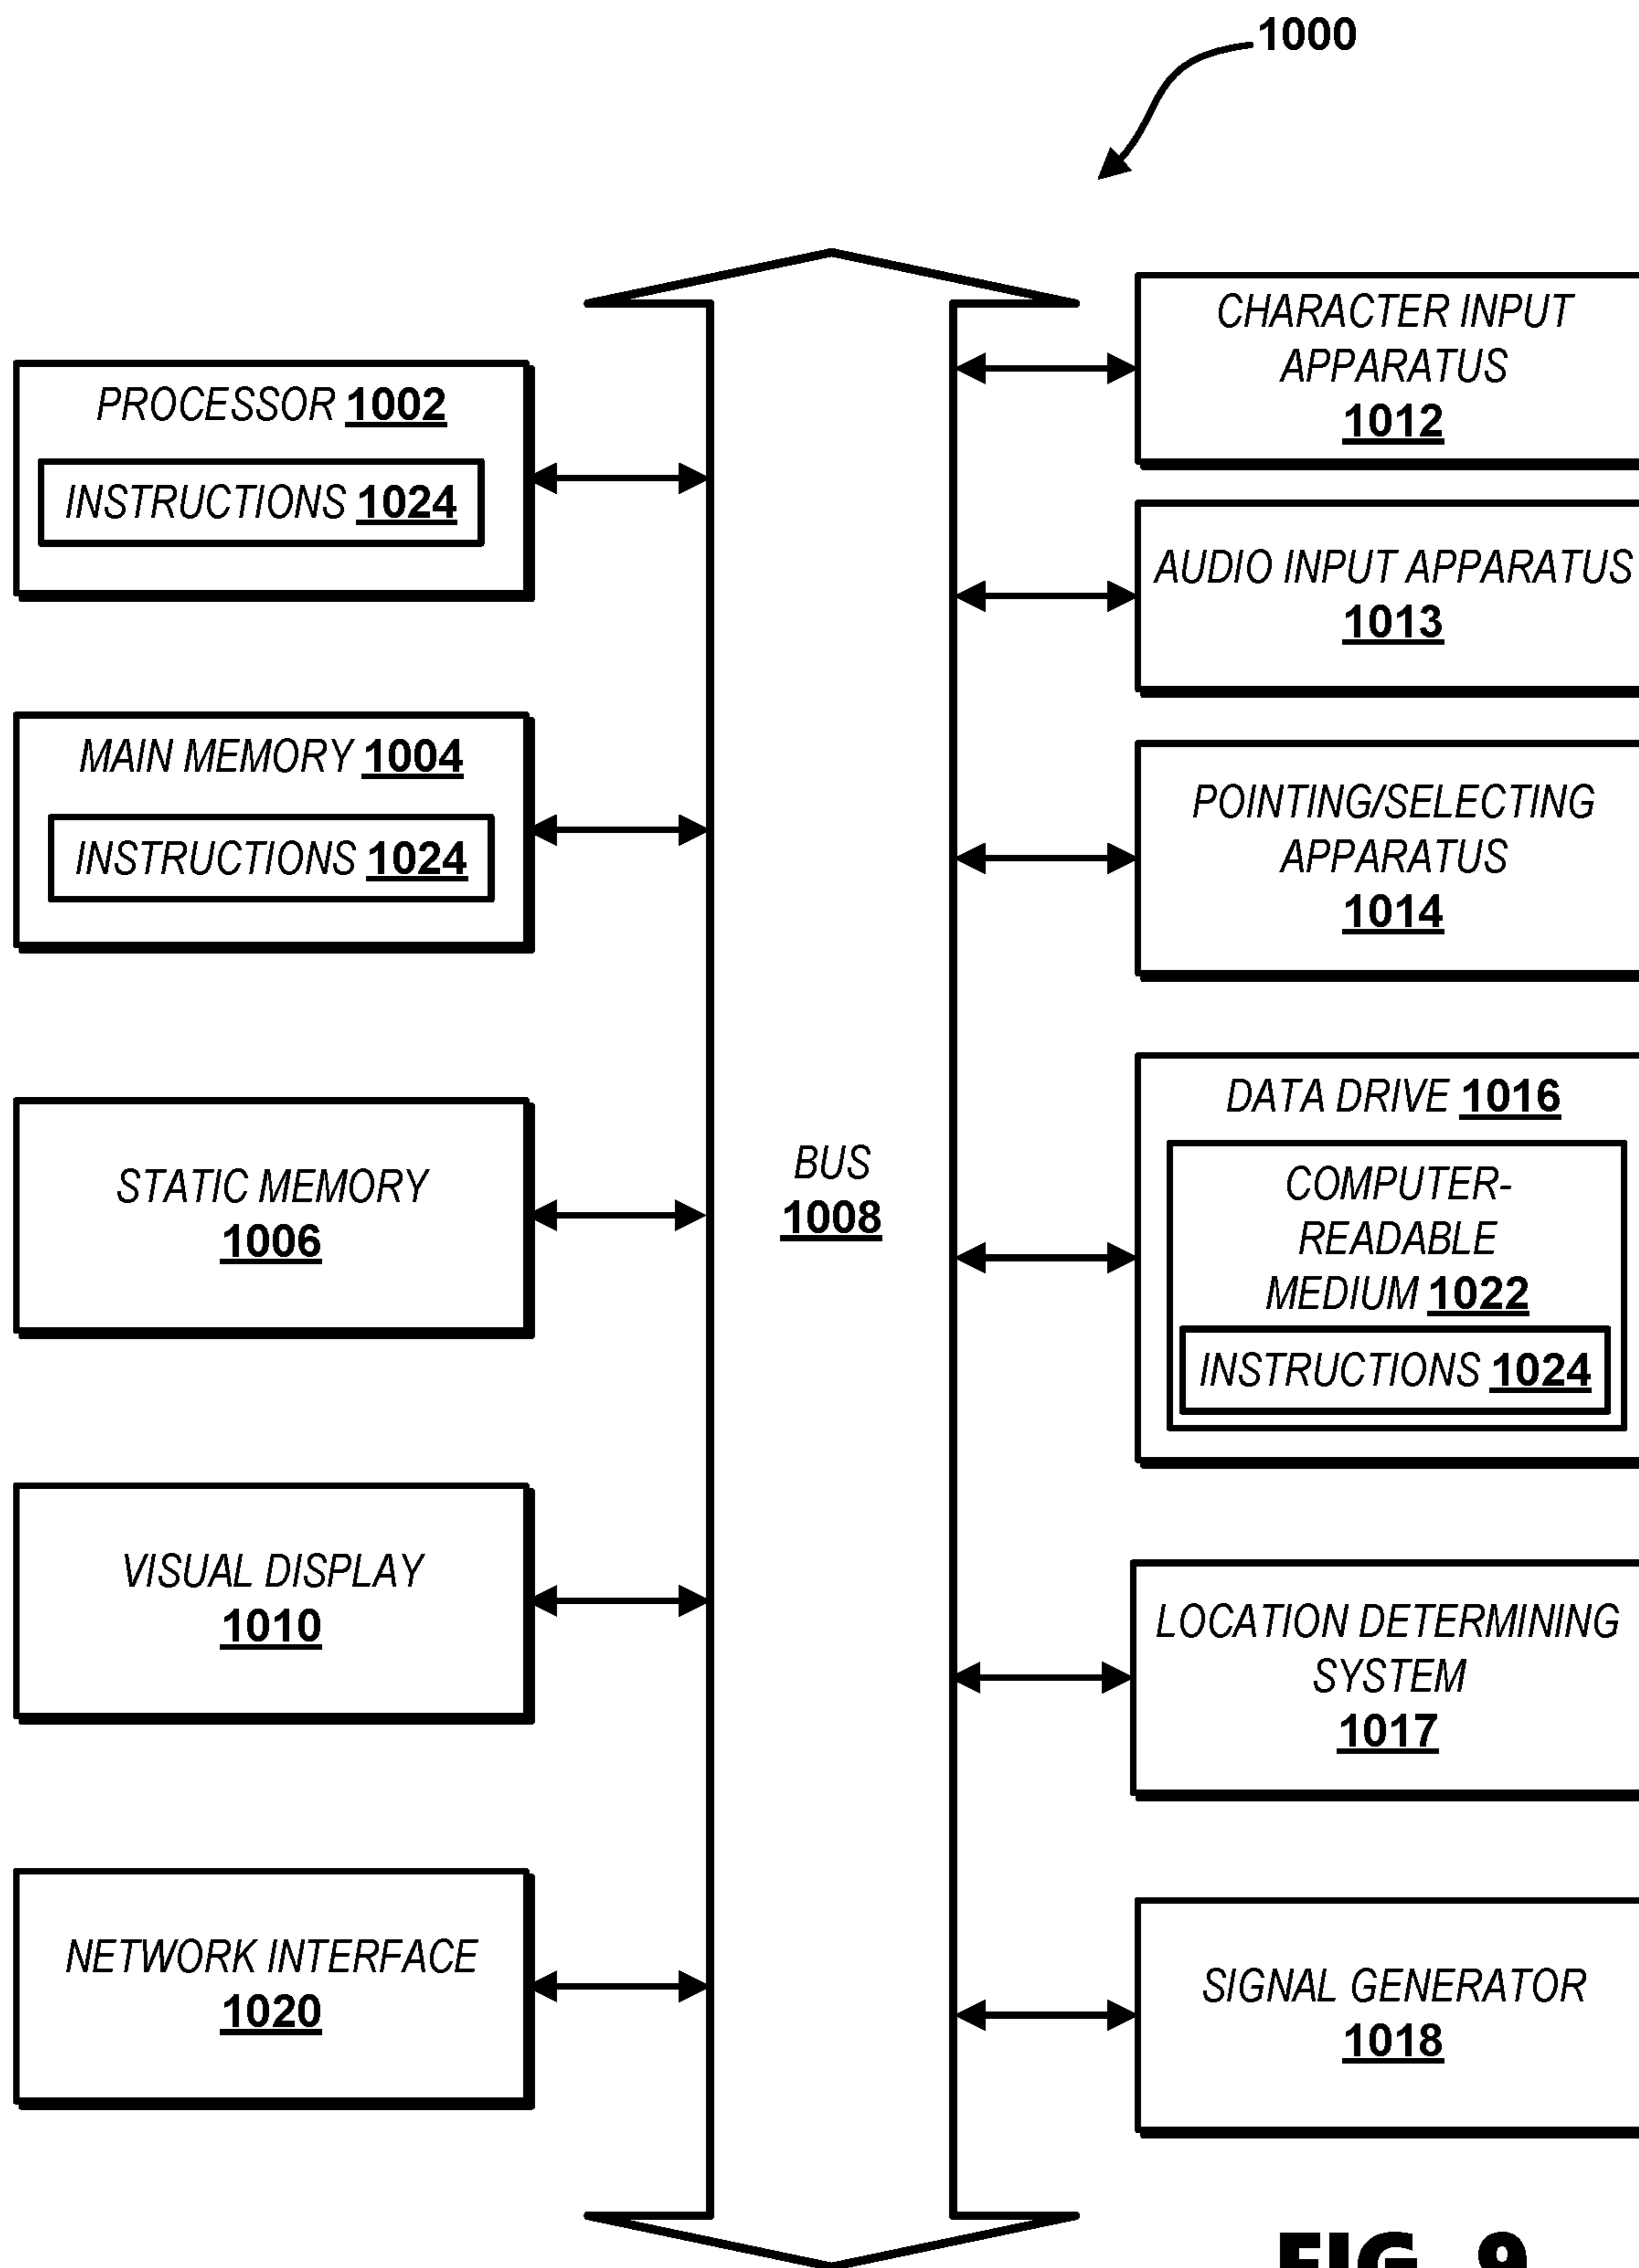 1000
PROCESSOR 1002
INSTRUCTIONS 1024
MAIN MEMORY 1004
INSTRUCTIONS 1024
STATIC MEMORY
1006
VISUAL DISPLAY
1010
NETWORK INTERFACE
1020
BUS
1008
CHARACTER INPUT
APPARATUS
1012
AUDIO INPUT APPARATUS
1013
POINTING/SELECTING
APPARATUS
1014
DATA DRIVE 1016
COMPUTER-
READABLE
MEDIUM 1022
INSTRUCTIONS 1024
LOCATION DETERMINING
SYSTEM
1017
SIGNAL GENERATOR
1018
FIG. 9